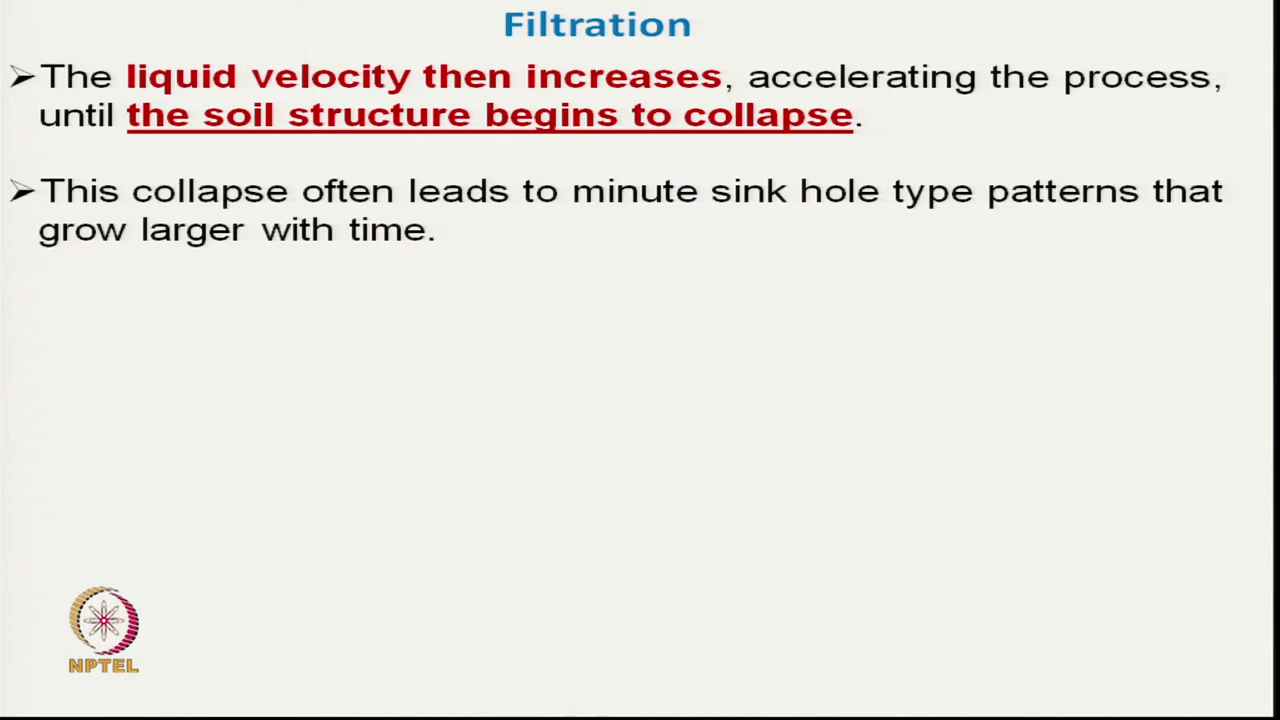 Filtration
➢The liquid velocity then increases, accelerating the process,
until the soil structure begins to collapse.
➢This collapse often leads to minute sink hole type patterns that
grow larger with time.
NPTEL